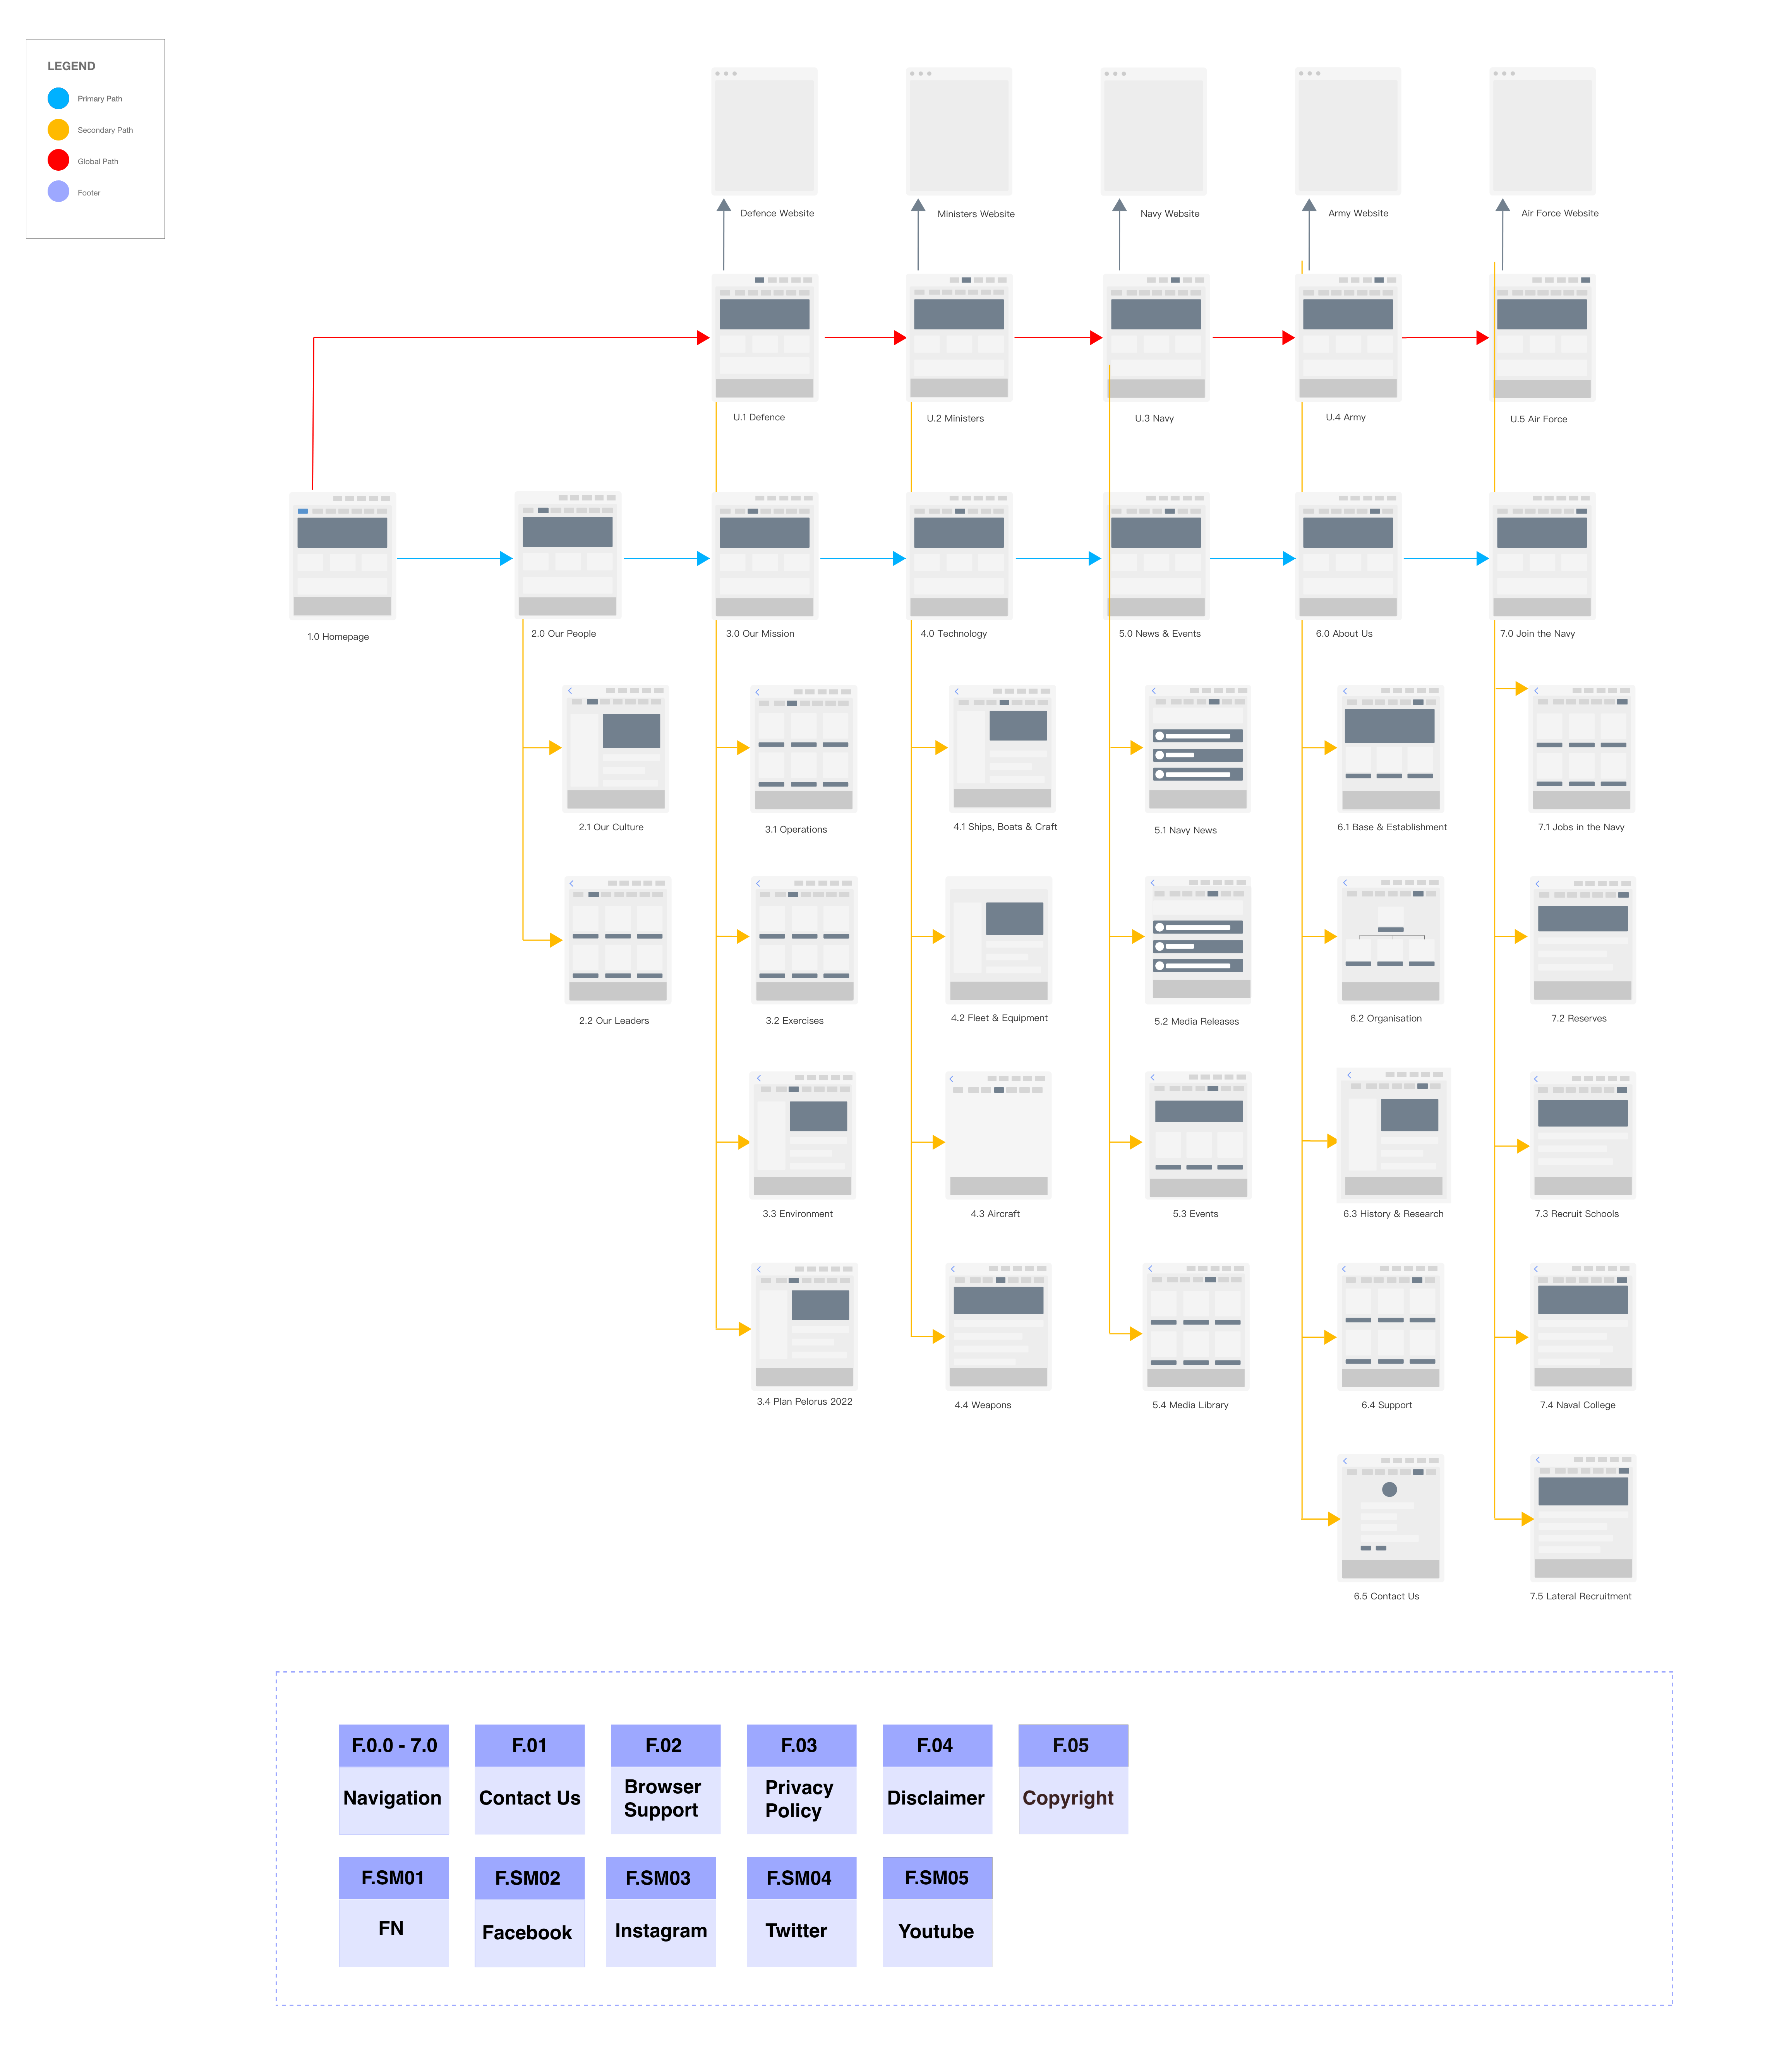 LEGEND
Primary Path
Secondary Path
Global Path
Footer
Defence Website
Ministers Website
Navy Website
Army Website
Air Force Website
U.1 Defence
U.2 Ministers
U.3 Navy
U.4 Army
U.5 Air Force
1.0 Homepage
2.0 Our People
3.0 Our Mission
4.0 Technology
5.0 News & Events
6.0 About Us
7.0 Join the Navy
2.1 Our Culture
3.1 Operations
4.1 Ships, Boats & Craft
5.1 Navy News
6.1 Base & Establishment
7.1 Jobs in the Navy
2.2 Our Leaders
3.2 Exercises
4.2 Fleet & Equipment
5.2 Media Releases
6.2 Organisation
7.2 Reserves
3.3 Environment
4.3 Aircraft
5.3 Events
6.3 History & Research
7.3 Recruit Schools
3.4 Plan Pelorus 2022
4.4 Weapons
5.4 Media Library
6.4 Support
7.4 Naval College
6.5 Contact Us
7.5 Lateral Recruitment
F.0.0 - 7.0
Navigation
F.01
Contact Us
F.02
Browser
Support
F.03
Privacy
Policy
F.04
Disclaimer
F.05
Copyright
F.SM01
FN
F.SM02
Facebook
F.SM03
Instagram
F.SM04
Twitter
F.SM05
Youtube